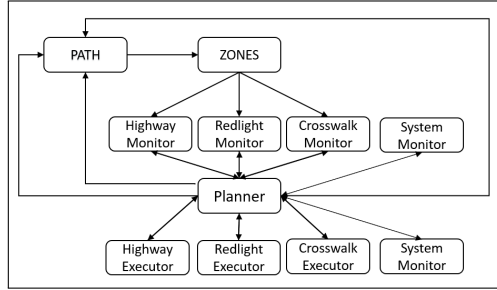 PATH
ZONES
Highway
Monitor
Redlight
Monitor
Crosswalk
Monitor
System
Monitor
Planner
Highway
Executor
Redlight
Executor
Crosswalk
Executor
System
Monitor